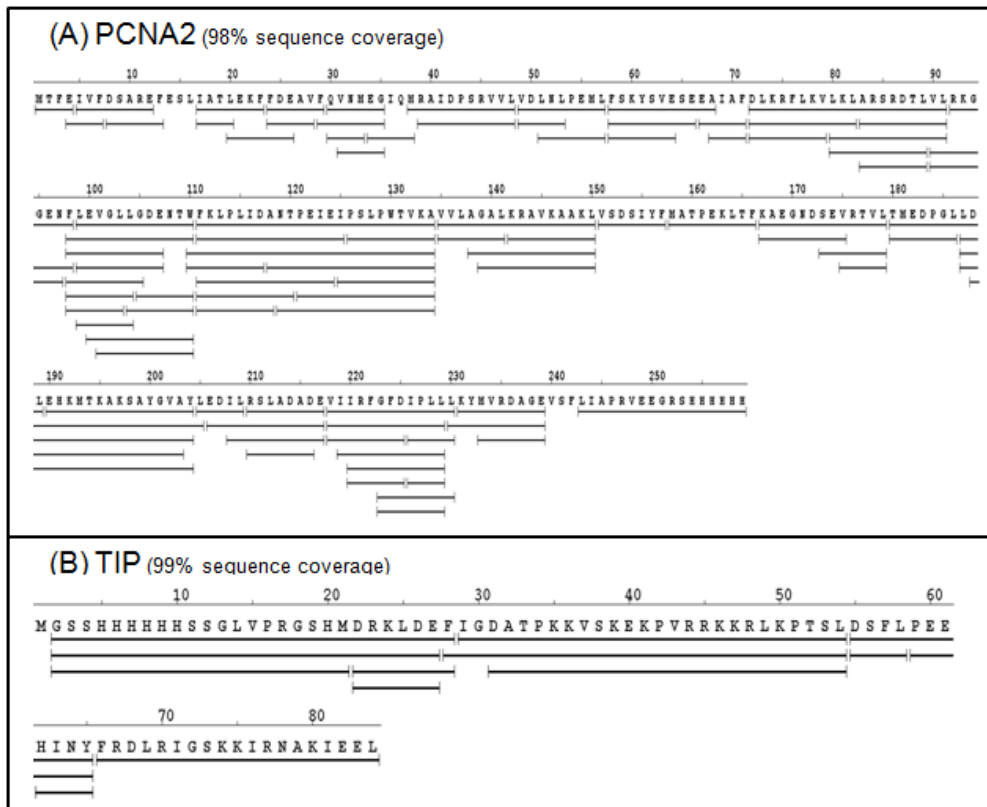 (A) PCNA2 (98% sequence coverage)
10 20 30 40 50 60 70 80 90
MTFEIVFDSAREFESLIATLEKFFDEAVFQVNMEGIQMRAIDPSRVVLVDLNLPEMLFSKYSVESEEAIAFDLKRFLKVLKLARSRDTLVLRKG
100 110 120 130 140 150 160 170 180
GENFLEVGLLGDENTWFKLPLIDANTPEIEIPSLPWTVKAVVLAGALKRAVKAAKLVSDSIYFMATPEKLTFKAEGNDSEVRTVLTMEDPGLLD
190 200 210 220 230 240 250
LEHKMTKAKSAYGVAYLEDILRSLADADEVIIRFGFDIPLLLKYMVRDAGEVSFLIAPRVEEGRSHHHHHH
(B) TIP (99% sequence coverage)
10 20 30 40 50 60
MGSSHHHHHHSSGLVPRGSHMDRKLDEFIGDATPKKVSKEKPVRRKKRLKPTSLDSFLPEE
70 80
HINYFRDLRIGSKKIRNAKIEEL